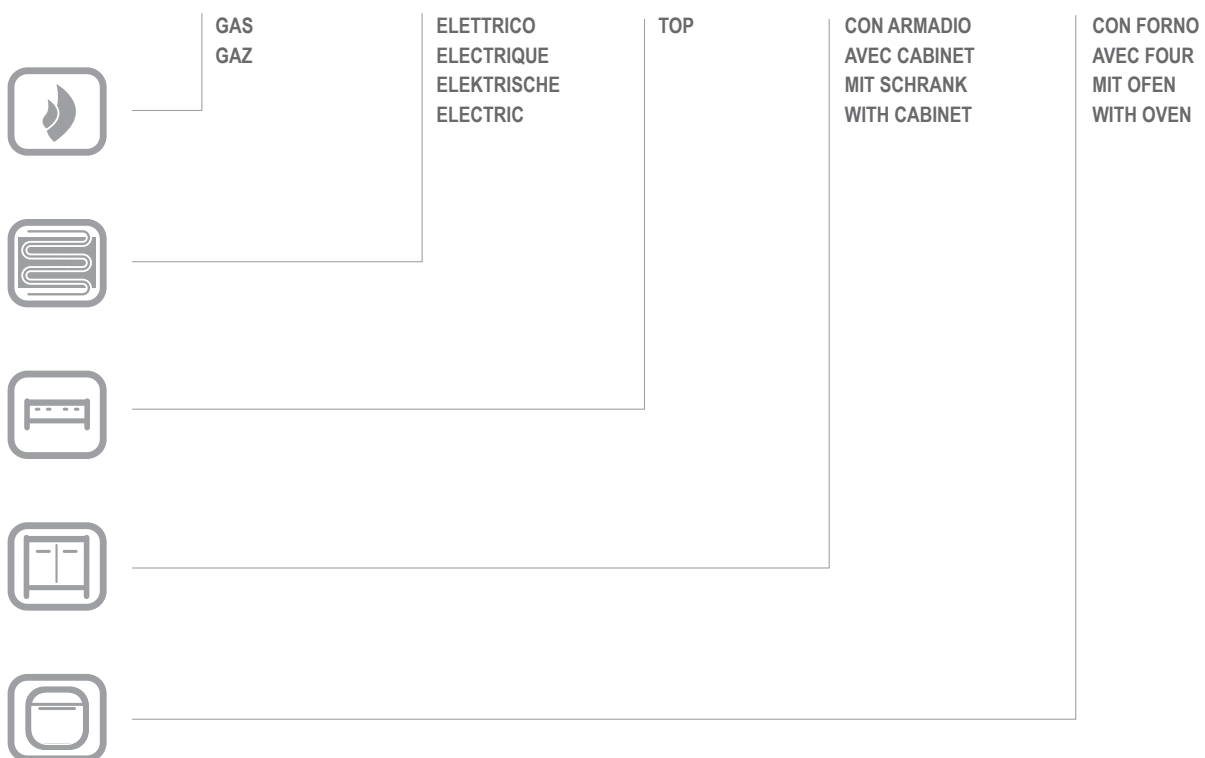 GAS
GAZ
ELETTRICO
ELECTRIQUE
ELEKTRISCHE
ELECTRIC
TOP
CON ARMADIO
AVEC CABINET
MIT SCHRANK
WITH CABINET
CON FORNO
AVEC FOUR
MIT OFEN
WITH OVEN